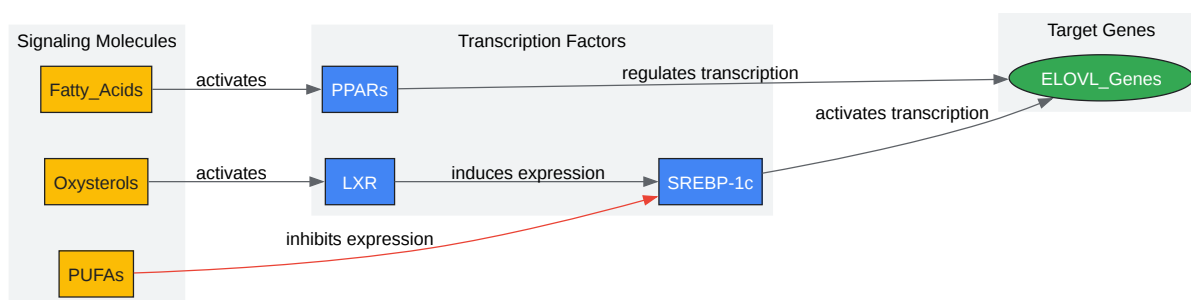 Signaling Molecules
Transcription Factors
Target Genes
Fatty_Acids
activates
PPARs
regulates transcription
ELOVL_Genes
activates transcription
Oxysterols
activates
LXR
induces expression
SREBP-1c
inhibits expression
PUFAs